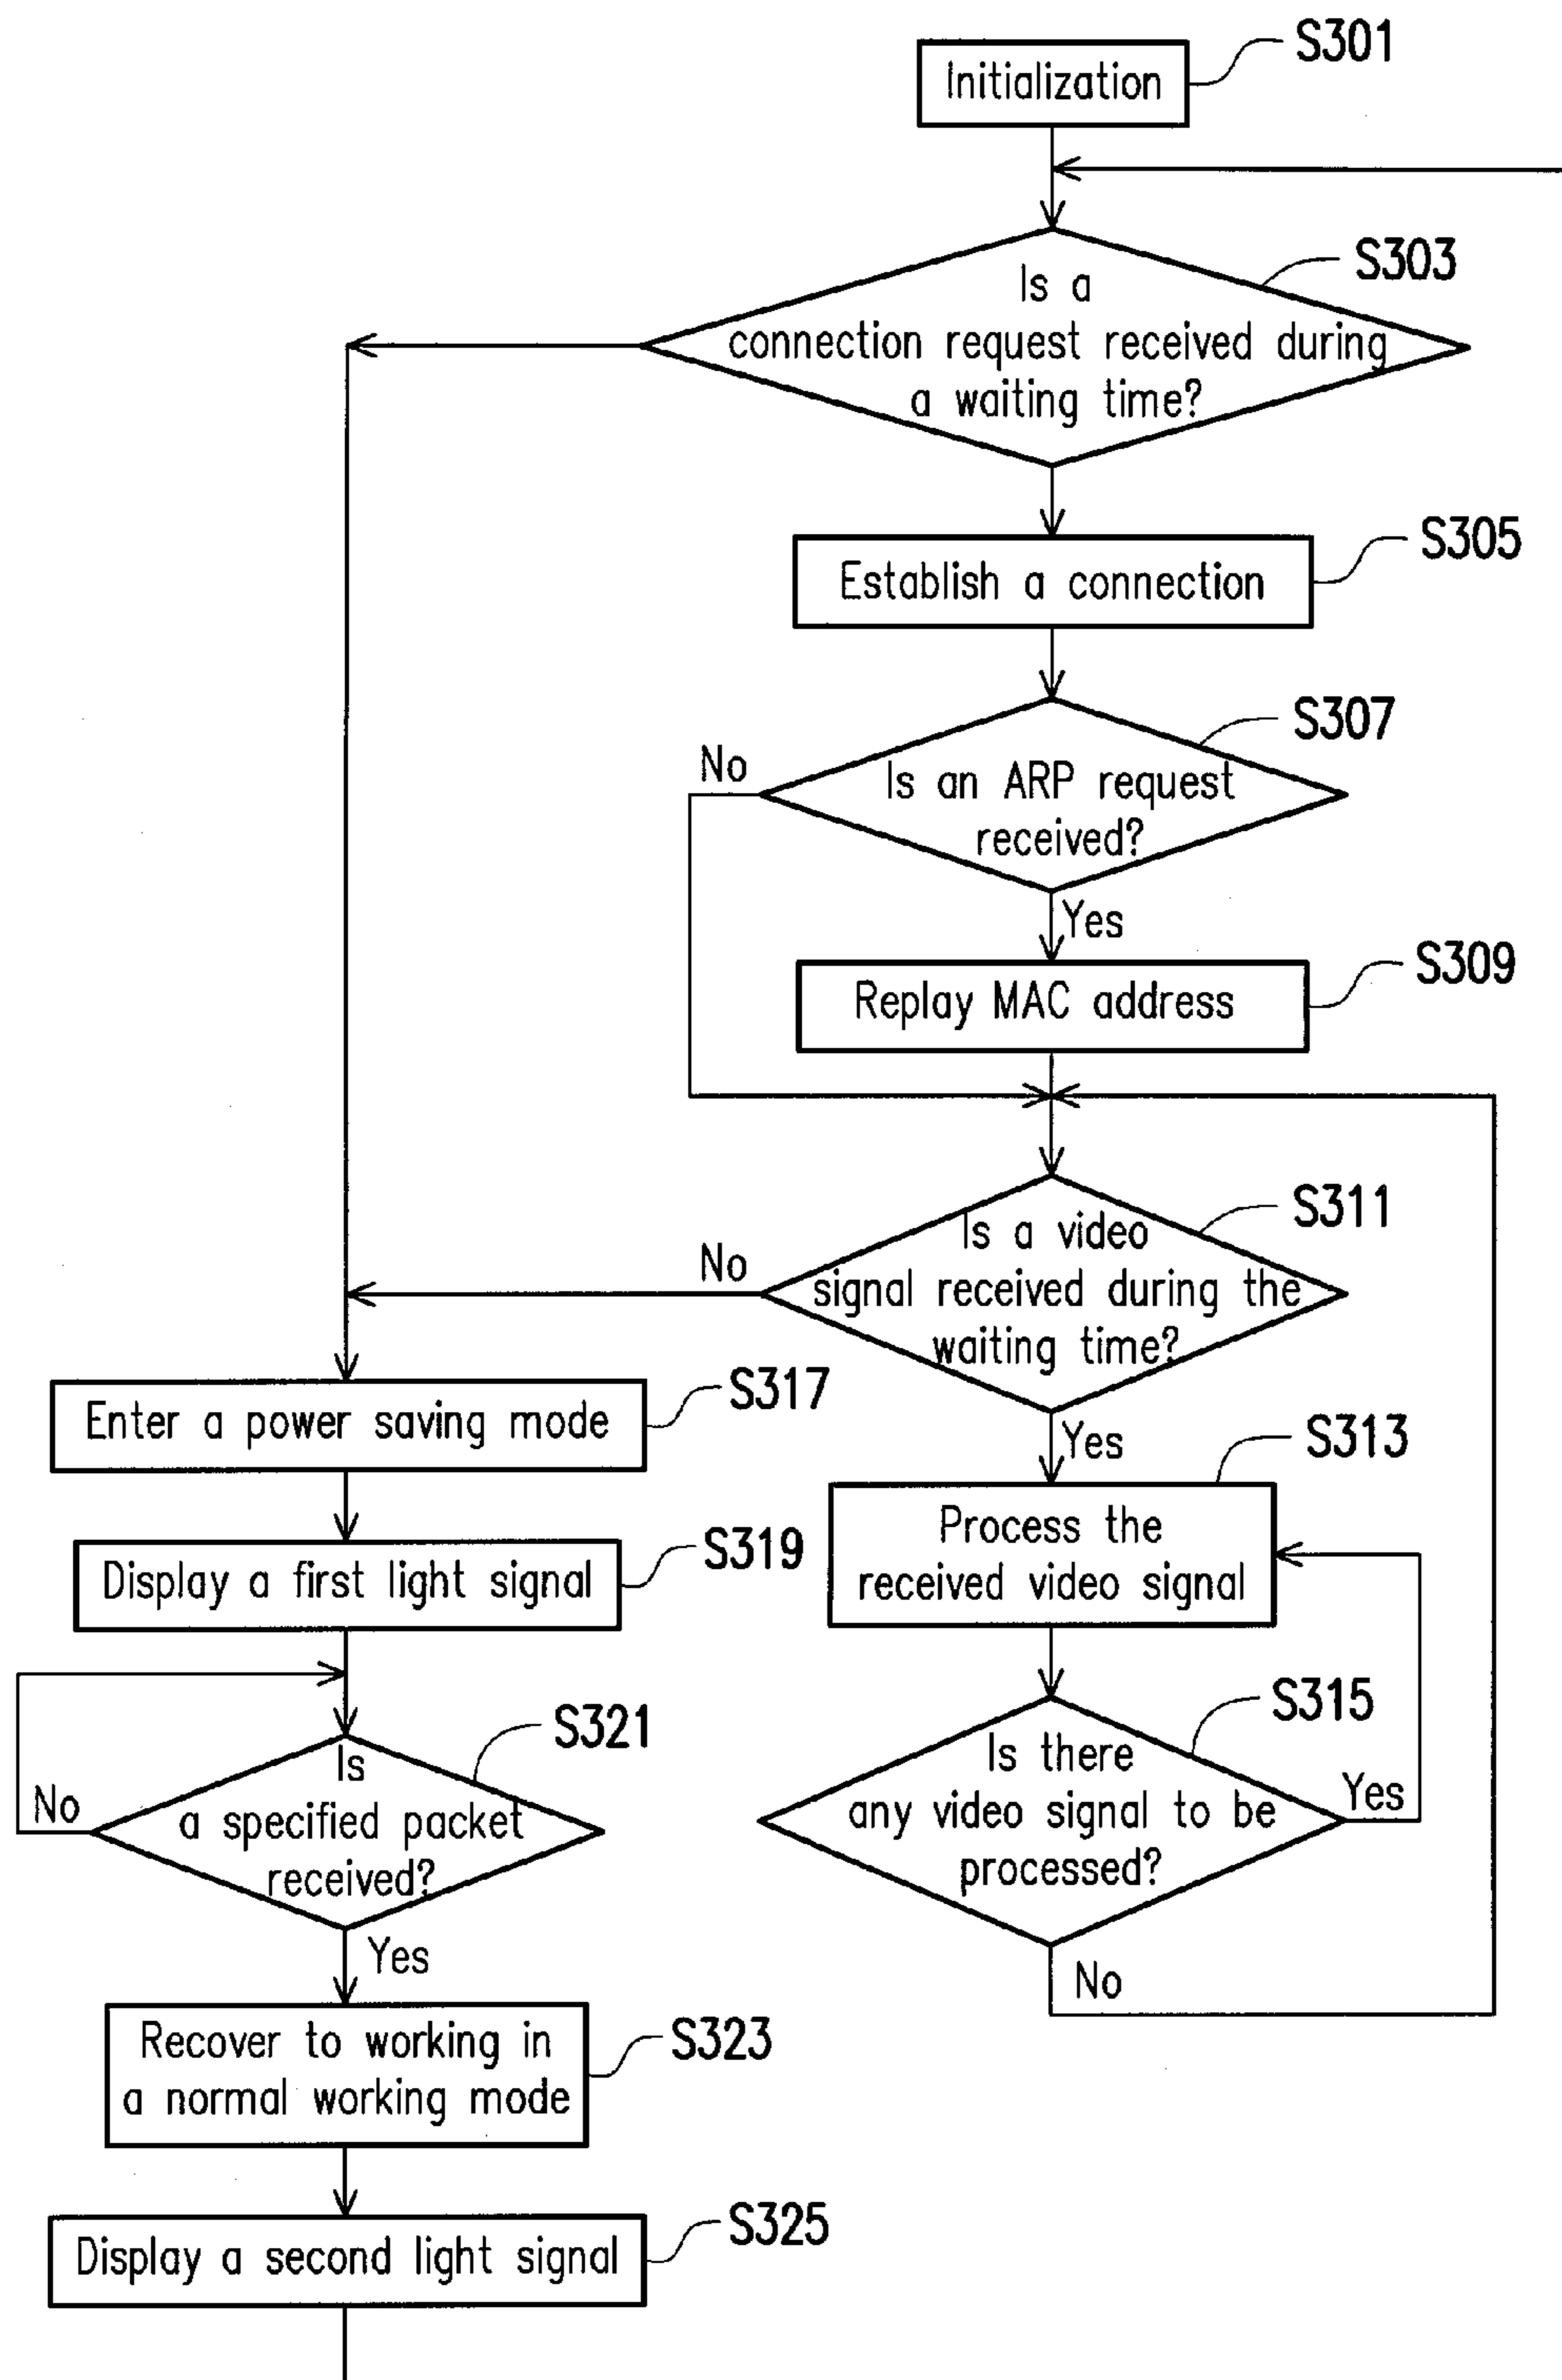 S301
Initialization
S303
Is a
connection request received during
a waiting time?
S305
Establish a connection
S307
No
Is an ARP request
received?
Yes
S309
Replay MAC address
S311
No
Is a video
signal received during the
waiting time?
Yes
S317
Enter a power saving mode
S313
Process the
received video signal
S319
Display a first light signal
S315
Is there
any video signal to be
processed?
Yes
No
S321
Is
a specified packet
received?
No
Yes
S323
Recover to working in
a normal working mode
S325
Display a second light signal